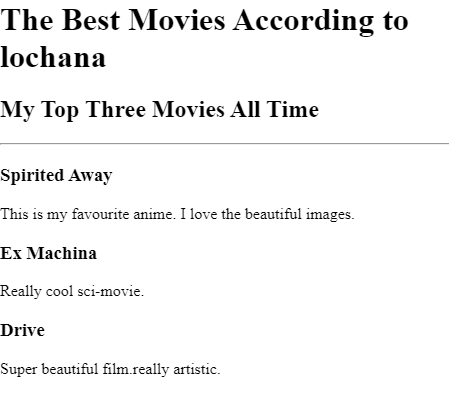 The Best Movies According to
lochana
My Top Three Movies All Time
Spirited Away
This is my favourite anime. I love the beautiful images.
Ex Machina
Really cool sci-movie.
Drive
Super beautiful film.really artistic.